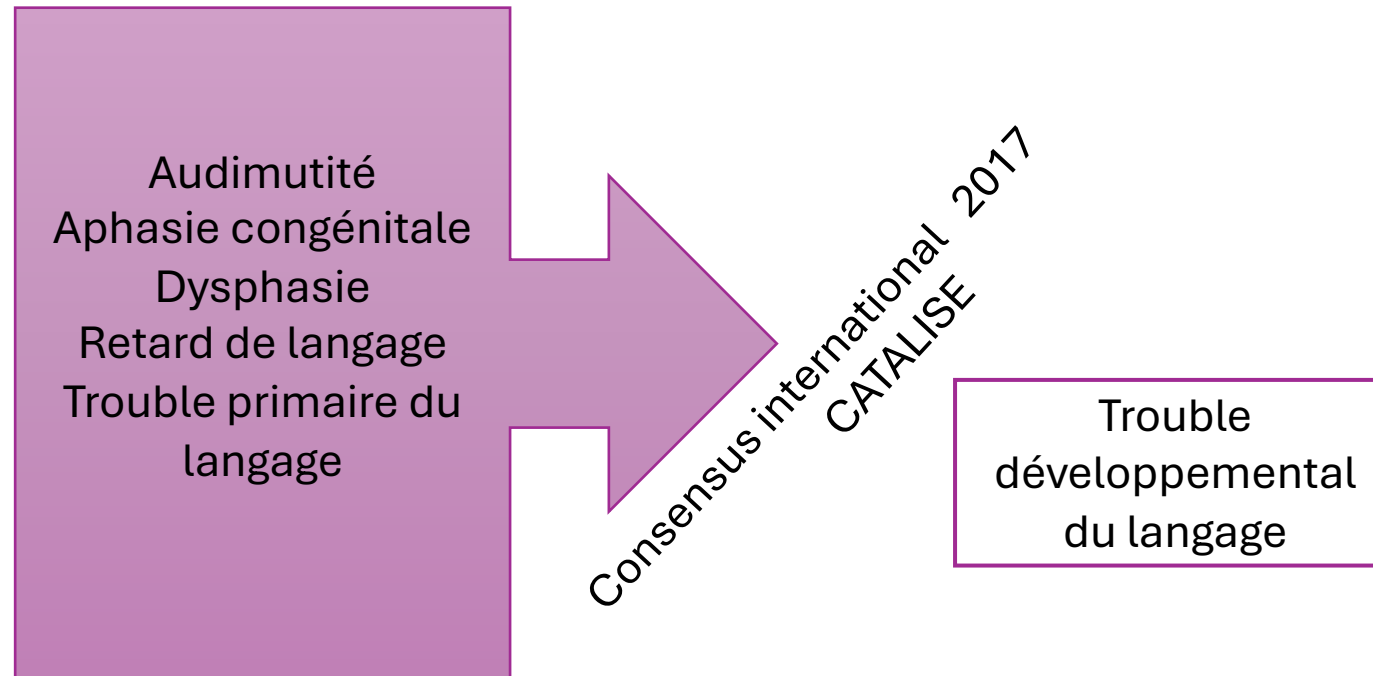 Audimutité
Aphasie congénitale
Dysphasie
Retard de langage
Trouble primaire du
langage
Consensus international 2017
CATALISE
Trouble
développemental
du langage